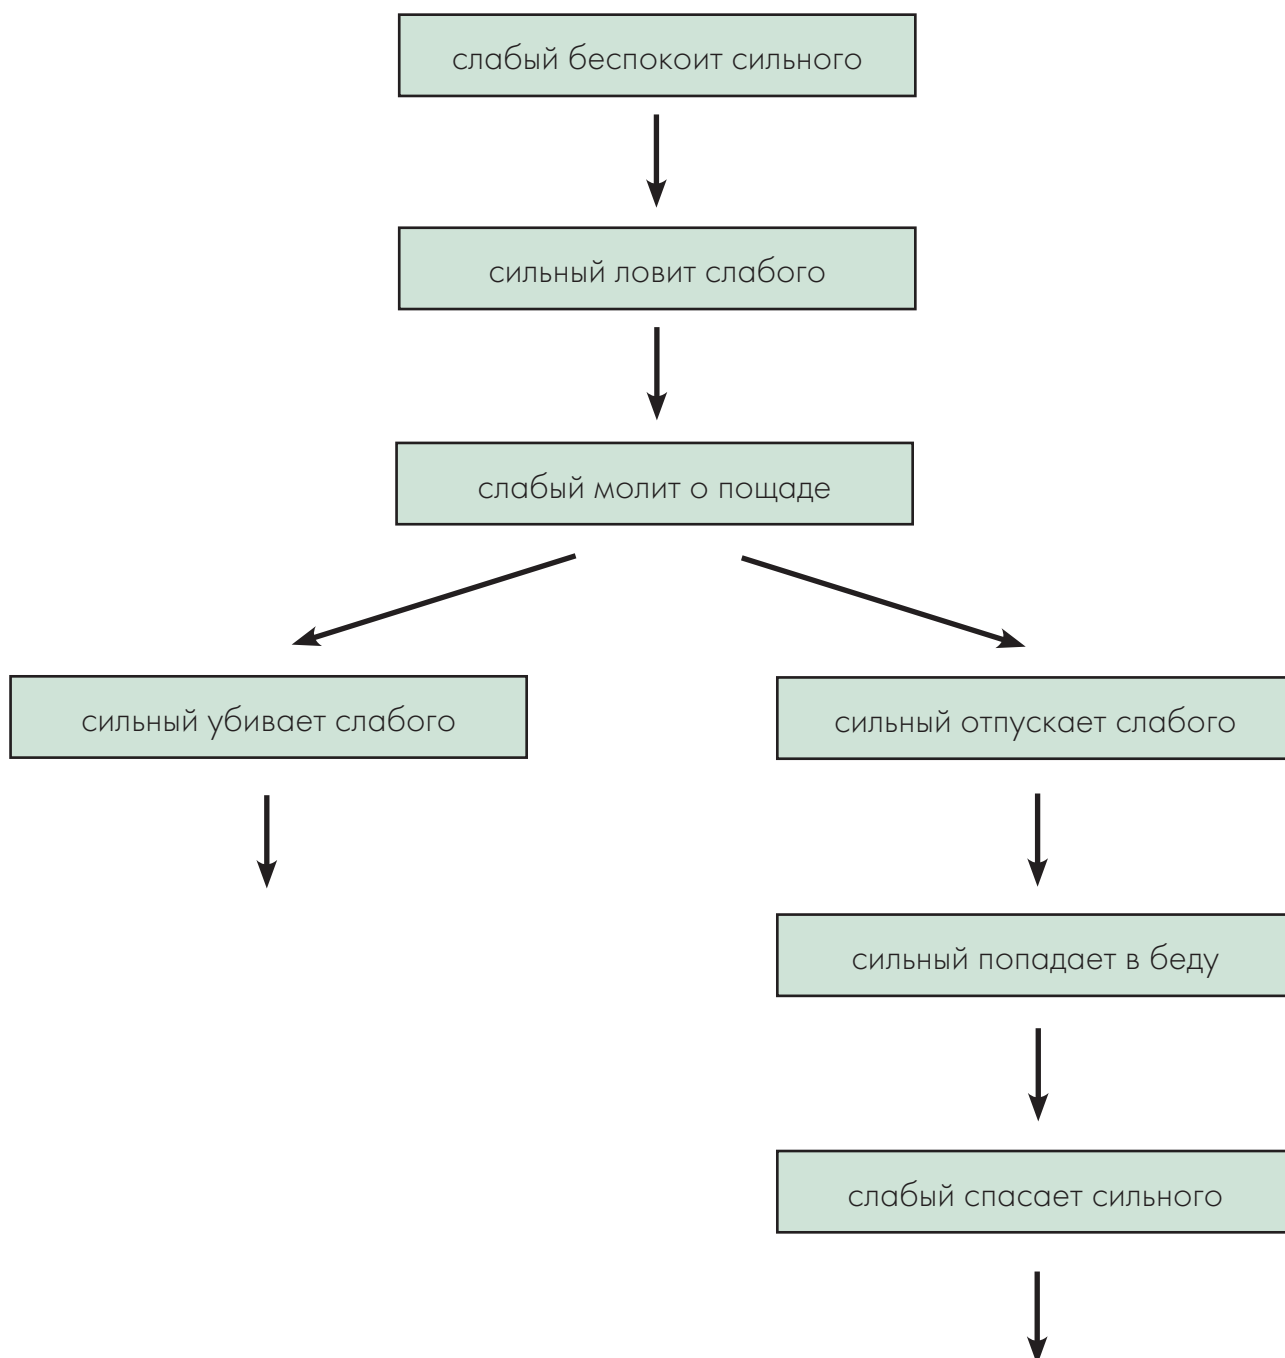 слабый беспокоит сильного
сильный ловит слабого
слабый молит о пощаде
сильный убивает слабого
сильный отпускает слабого
сильный попадает в беду
слабый спасает сильного